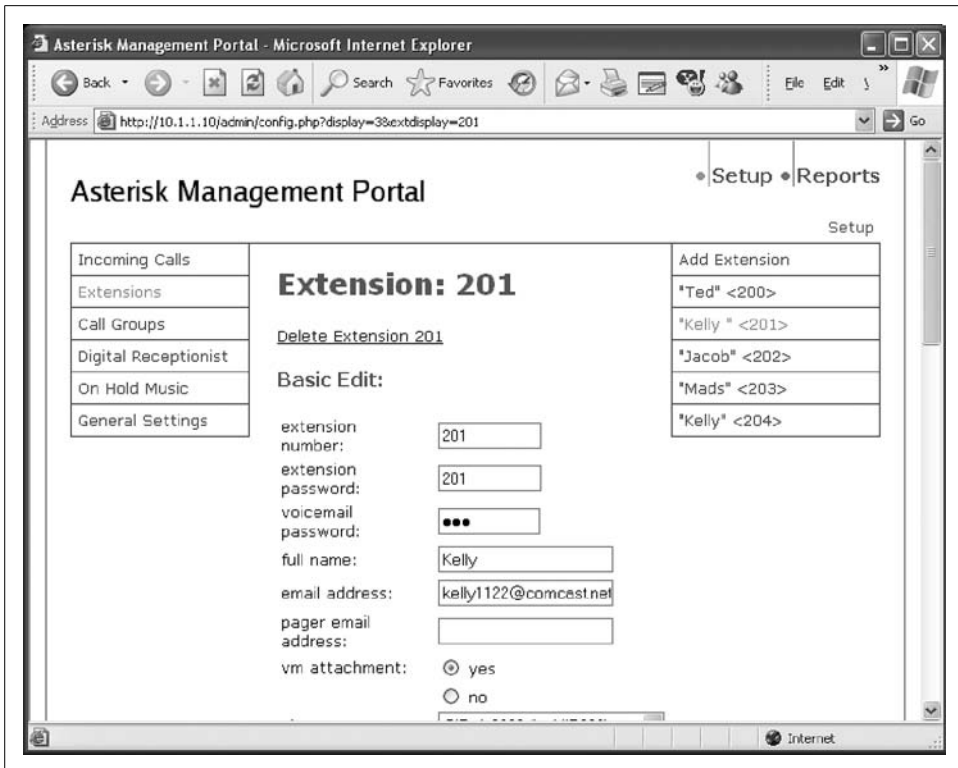 Asterisk Management Portal - Microsoft Internet Explorer
Back Search Favorites File Edit »
Address http://10.1.1.10/admin/config.php?display=3&extdisplay=201 Go
Asterisk Management Portal
Setup Reports
Setup
Incoming Calls
Extensions
Call Groups
Digital Receptionist
On Hold Music
General Settings
Extension: 201
Delete Extension 201
Basic Edit:
extension number: 201
extension password: 201
voicemail password: •••
full name: Kelly
email address: kelly1122@comcast.net
pager email address:
vm attachment: yes
no
Add Extension
"Ted" <200>
"Kelly " <201>
"Jacob" <202>
"Mads" <203>
"Kelly" <204>
Internet